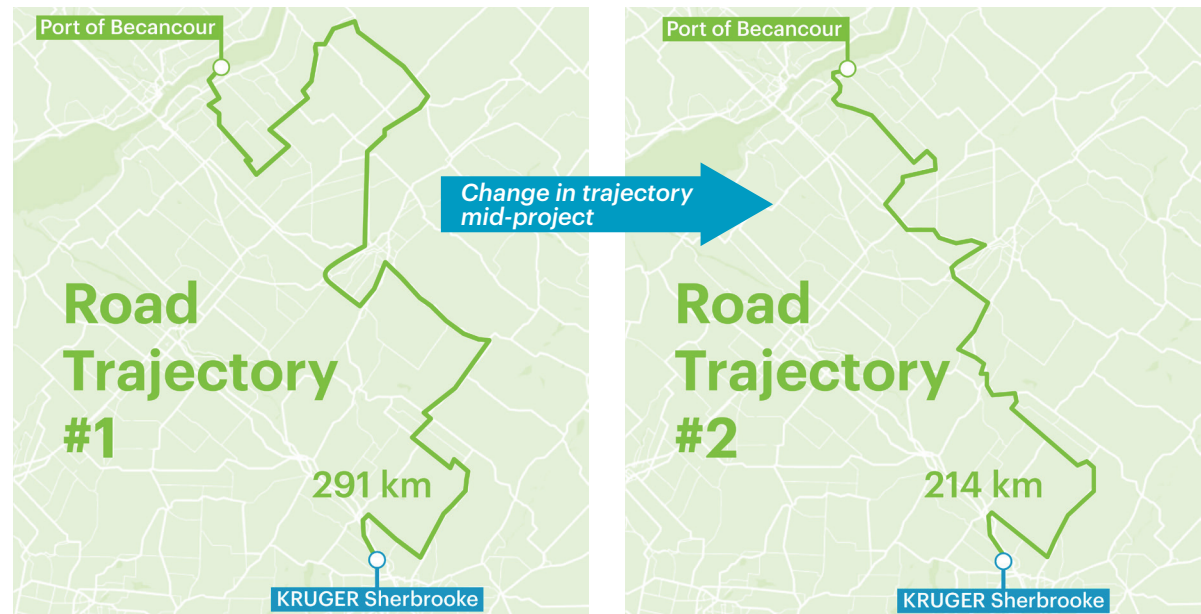 Port of Becancour
Road
Trajectory
#1
291 km
KRUGER Sherbrooke
Change in trajectory
mid-project
Port of Becancour
Road
Trajectory
#2
214 km
KRUGER Sherbrooke